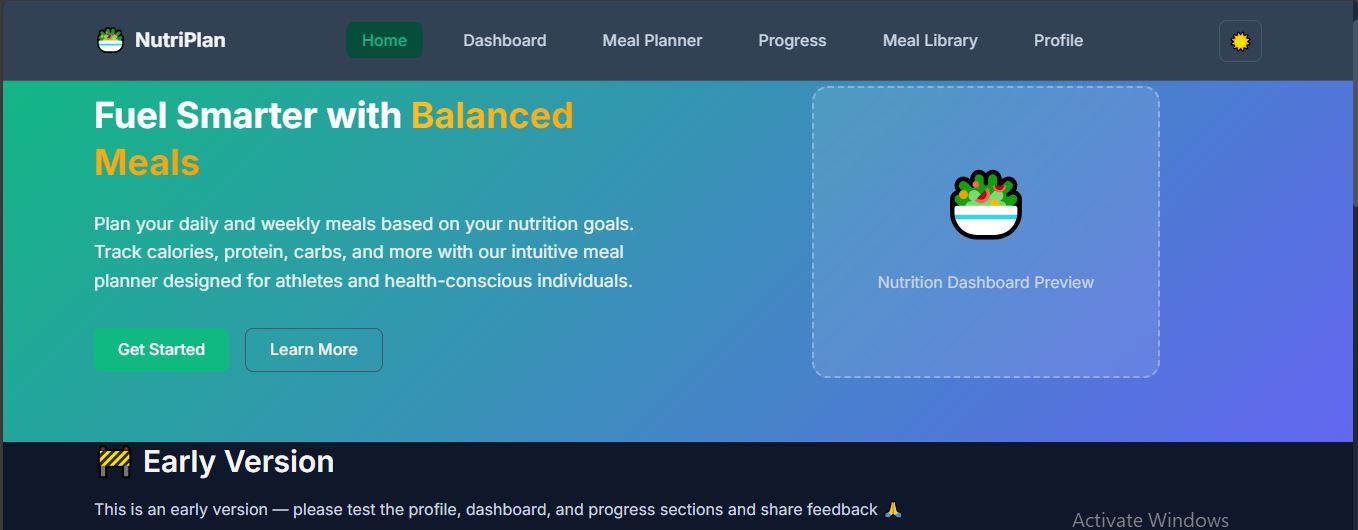 NutriPlan
Home
Dashboard
Meal Planner
Progress
Meal Library
Profile
Fuel Smarter with Balanced
Meals
Plan your daily and weekly meals based on your nutrition goals.
Track calories, protein, carbs, and more with our intuitive meal
planner designed for athletes and health-conscious individuals.
Get Started
Learn More
Nutrition Dashboard Preview
🚧 Early Version
This is an early version — please test the profile, dashboard, and progress sections and share feedback 🙏
Activate Windows